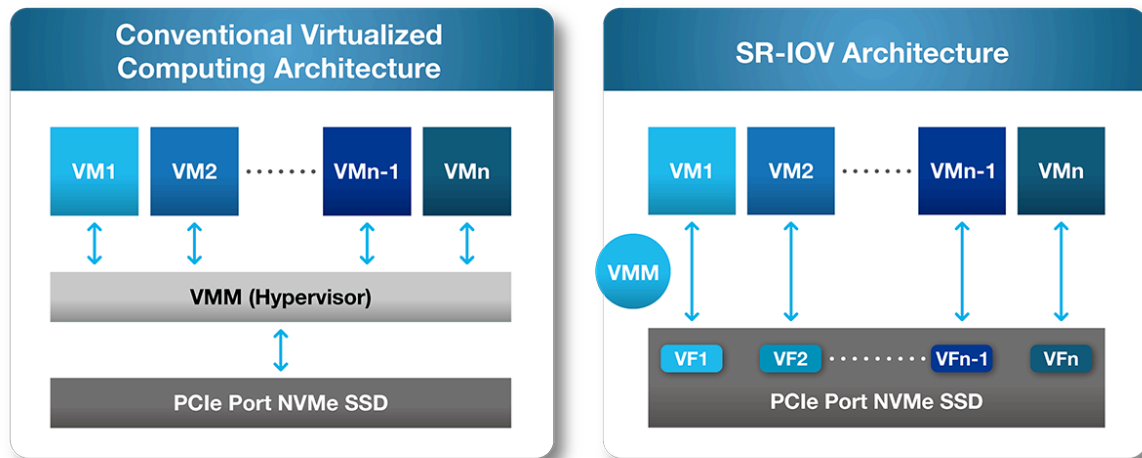 Conventional Virtualized
Computing Architecture
VM1 VM2 VMn-1 VMn
VMM (Hypervisor)
PCIe Port NVMe SSD
SR-IOV Architecture
VM1 VM2 VMn-1 VMn
VMM
VF1 VF2 VFn-1 VFn
PCIe Port NVMe SSD